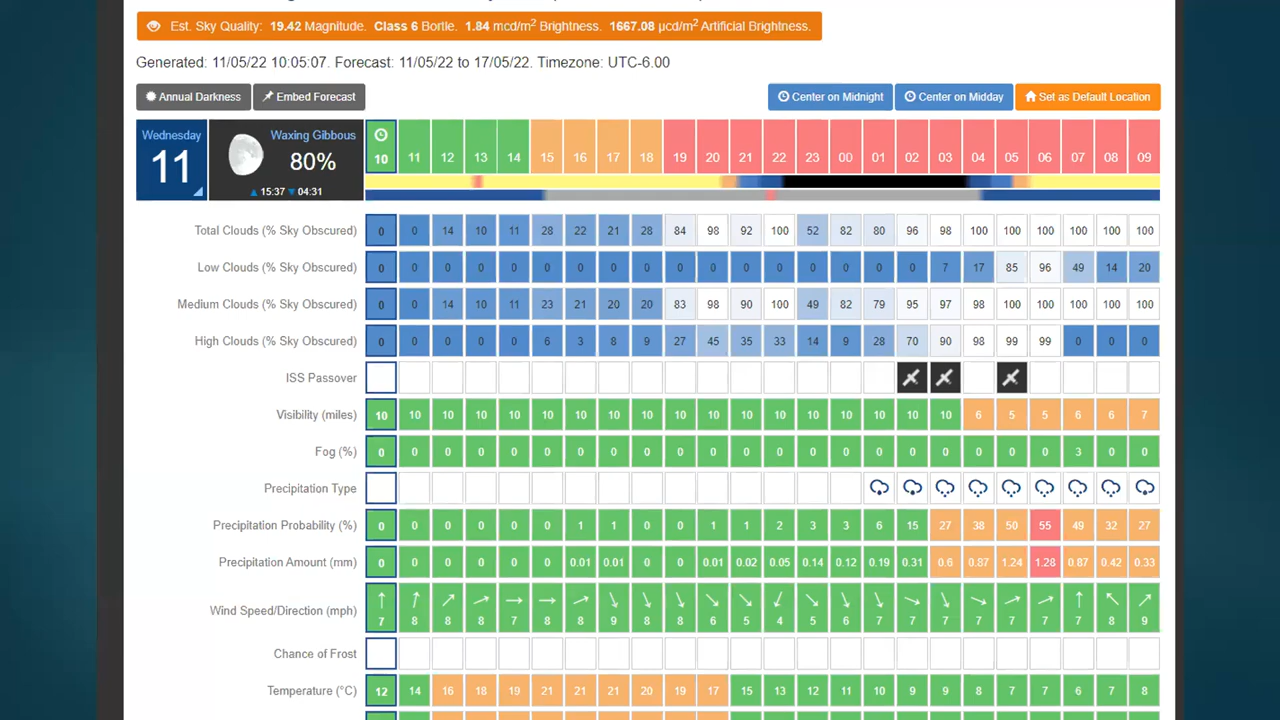 Est. Sky Quality: 19.42 Magnitude. Class 6 Bortle. 1.84 mcd/m² Brightness. 1667.08 µcd/m² Artificial Brightness.
Generated: 11/05/22 10:05:07. Forecast: 11/05/22 to 17/05/22. Timezone: UTC-6.00
Annual Darkness Embed Forecast Center on Midnight Center on Midday Set as Default Location
Wednesday 11 Waxing Gibbous 80% ▲ 15:37 ▼ 04:31
10 11 12 13 14 15 16 17 18 19 20 21 22 23 00 01 02 03 04 05 06 07 08 09
Total Clouds (% Sky Obscured) 0 0 14 10 11 28 22 21 28 84 98 92 100 52 82 80 96 98 100 100 100 100 100 100
Low Clouds (% Sky Obscured) 0 0 0 0 0 0 0 0 0 0 0 0 0 0 0 0 0 7 17 85 96 49 14 20
Medium Clouds (% Sky Obscured) 0 0 14 10 11 23 21 20 20 83 98 90 100 49 82 79 95 97 98 100 100 100 100 100
High Clouds (% Sky Obscured) 0 0 0 0 0 6 3 8 9 27 45 35 33 14 9 28 70 90 98 99 99 0 0 0
ISS Passover
Visibility (miles) 10 10 10 10 10 10 10 10 10 10 10 10 10 10 10 10 10 10 6 5 5 6 6 7
Fog (%) 0 0 0 0 0 0 0 0 0 0 0 0 0 0 0 0 0 0 0 0 0 3 0 0
Precipitation Type
Precipitation Probability (%) 0 0 0 0 0 0 1 1 0 0 1 1 2 3 3 6 15 27 38 50 55 49 32 27
Precipitation Amount (mm) 0 0 0 0 0 0 0.01 0.01 0 0 0.01 0.02 0.05 0.14 0.12 0.19 0.31 0.6 0.87 1.24 1.28 0.87 0.42 0.33
Wind Speed/Direction (mph) 7 8 8 8 7 8 8 9 8 8 6 5 4 5 6 7 7 7 7 7 7 7 8 9
Chance of Frost
Temperature (°C) 12 14 16 18 19 21 21 21 20 19 17 15 13 12 11 10 9 9 8 7 7 6 7 8